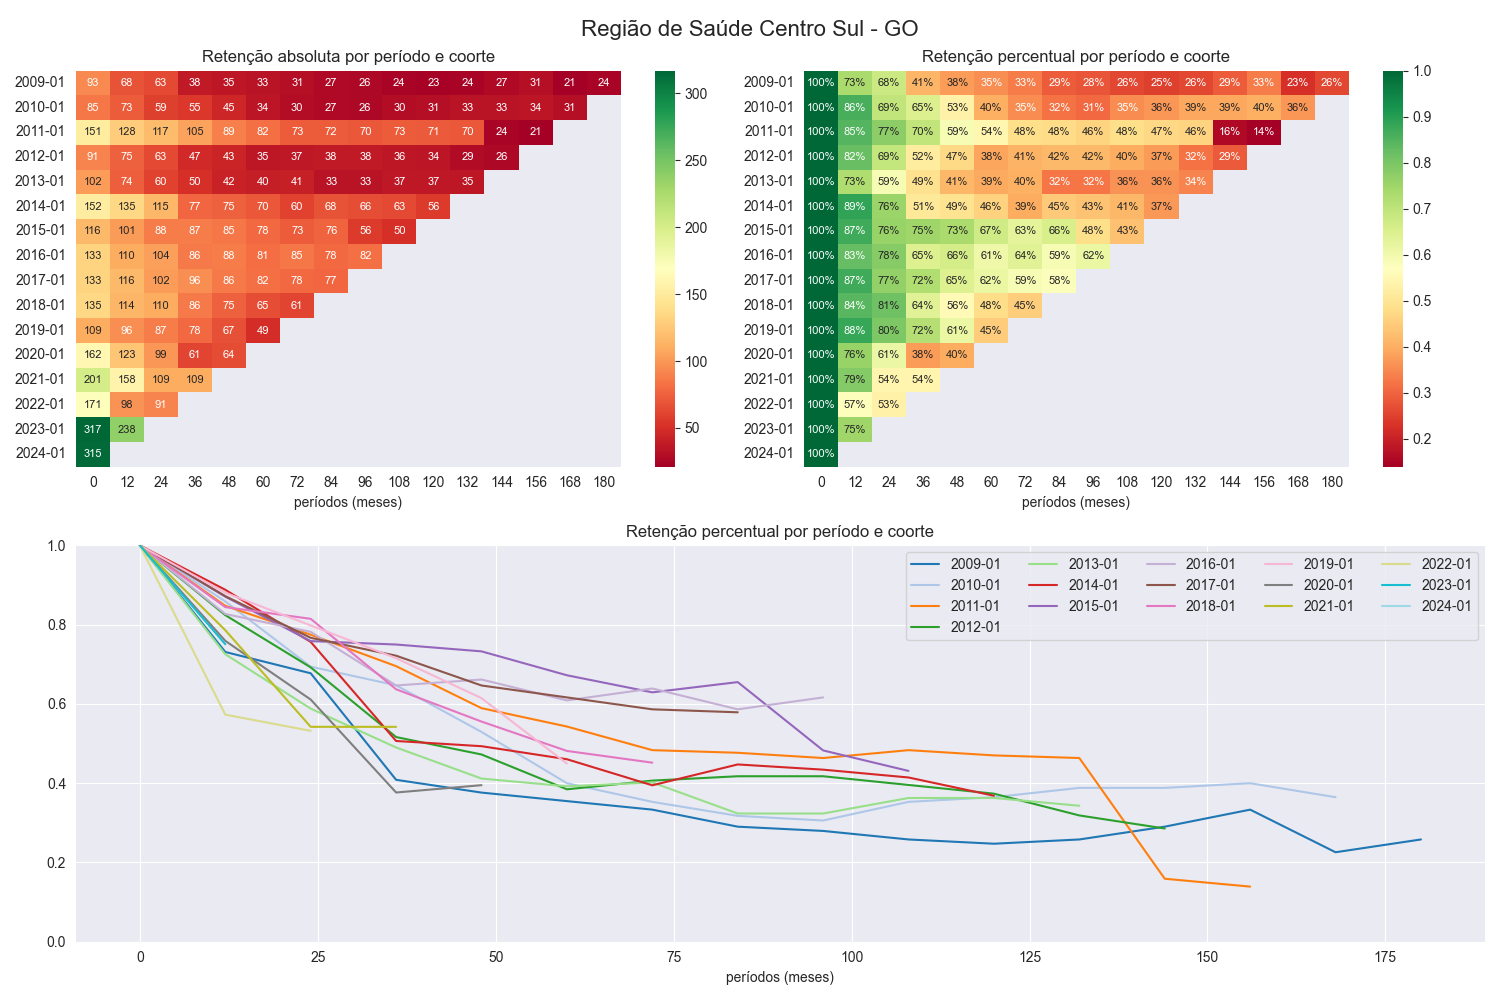 Região de Saúde Centro Sul - GO
Retenção absoluta por período e coorte
2009-01 93 68 63 38 35 33 31 27 26 24 23 24 27 31 21 24
2010-01 85 73 59 55 45 34 30 27 26 30 31 33 33 34 31
2011-01 151 128 117 105 89 82 73 72 70 73 71 70 24 21
2012-01 91 75 63 47 43 35 37 38 38 36 34 29 26
2013-01 102 74 60 50 42 40 41 33 33 37 37 35
2014-01 152 135 115 77 75 70 60 68 66 63 56
2015-01 116 101 88 87 85 78 73 76 56 50
2016-01 133 110 104 86 88 81 85 78 82
2017-01 133 116 102 96 86 82 78 77
2018-01 135 114 110 86 75 65 61
2019-01 109 96 87 78 67 49
2020-01 162 123 99 61 64
2021-01 201 158 109 109
2022-01 171 98 91
2023-01 317 238
2024-01 315
0 12 24 36 48 60 72 84 96 108 120 132 144 156 168 180
períodos (meses)
300
250
200
150
100
50
Retenção percentual por período e coorte
2009-01 100% 73% 68% 41% 38% 35% 33% 29% 28% 26% 25% 26% 29% 33% 23% 26%
2010-01 100% 86% 69% 65% 53% 40% 35% 32% 31% 35% 36% 39% 39% 40% 36%
2011-01 100% 85% 77% 70% 59% 54% 48% 48% 46% 48% 47% 46% 16% 14%
2012-01 100% 82% 69% 52% 47% 38% 41% 42% 42% 40% 37% 32% 29%
2013-01 100% 73% 59% 49% 41% 39% 40% 32% 32% 36% 36% 34%
2014-01 100% 89% 76% 51% 49% 46% 39% 45% 43% 41% 37%
2015-01 100% 87% 76% 75% 73% 67% 63% 66% 48% 43%
2016-01 100% 83% 78% 65% 66% 61% 64% 59% 62%
2017-01 100% 87% 77% 72% 65% 62% 59% 58%
2018-01 100% 84% 81% 64% 56% 48% 45%
2019-01 100% 88% 80% 72% 61% 45%
2020-01 100% 76% 61% 38% 40%
2021-01 100% 79% 54% 54%
2022-01 100% 57% 53%
2023-01 100% 75%
2024-01 100%
0 12 24 36 48 60 72 84 96 108 120 132 144 156 168 180
períodos (meses)
1.0
0.9
0.8
0.7
0.6
0.5
0.4
0.3
0.2
Retenção percentual por período e coorte
1.0
0.8
0.6
0.4
0.2
0.0
2009-01 2013-01 2016-01 2019-01 2022-01
2010-01 2014-01 2017-01 2020-01 2023-01
2011-01 2015-01 2018-01 2021-01 2024-01
2012-01
0 25 50 75 100 125 150 175
períodos (meses)